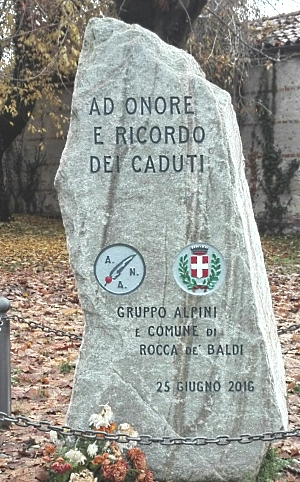 AD ONORE
E RICORDO
DEI CADUTI
A.
N.
A.
GRUPPO ALPINI
E COMUNE DI
ROCCA DE' BALDI
25 GIUGNO 2016